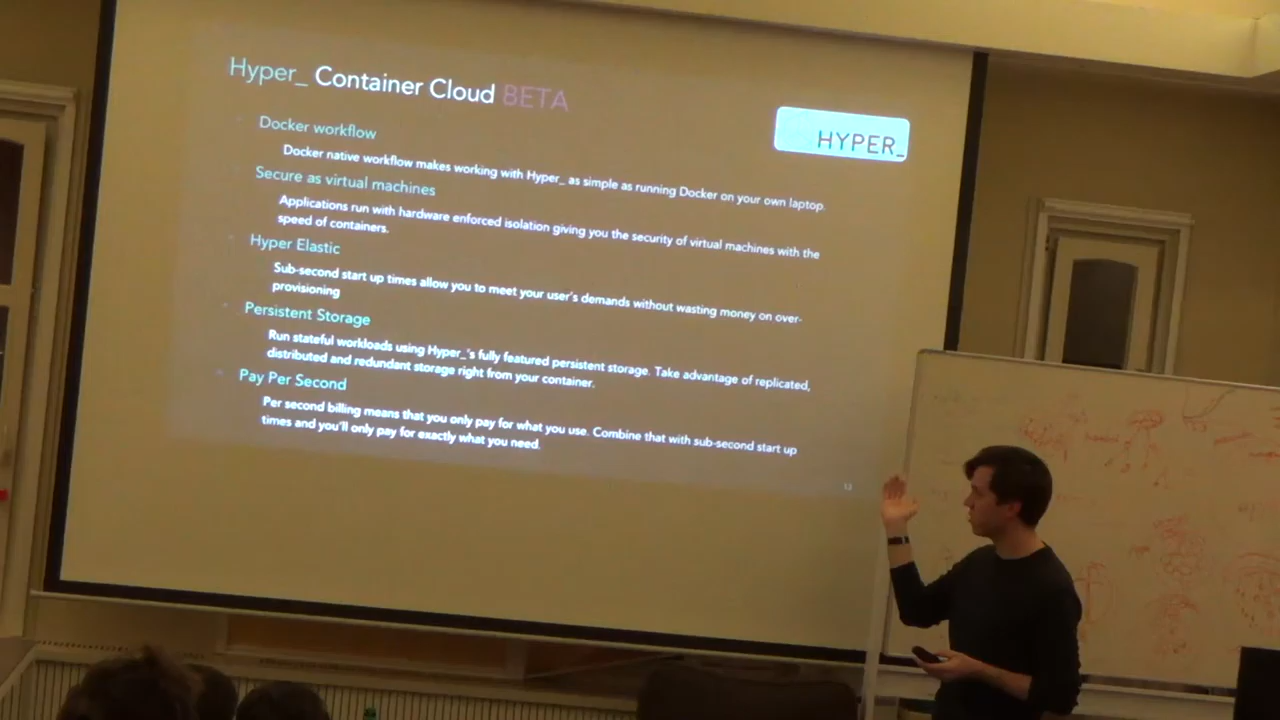 Hyper_ Container Cloud BETA
HYPER_
Docker workflow
Docker native workflow makes working with Hyper_ as simple as running Docker on your own laptop.
Secure as virtual machines
Applications run with hardware enforced isolation giving you the security of virtual machines with the
speed of containers.
Hyper Elastic
Sub-second start up times allow you to meet your user's demands without wasting money on over-
provisioning
Persistent Storage
Run stateful workloads using Hyper_'s fully featured persistent storage. Take advantage of replicated,
distributed and redundant storage right from your container.
Pay Per Second
Per second billing means that you only pay for what you use. Combine that with sub-second start up
times and you'll only pay for exactly what you need.